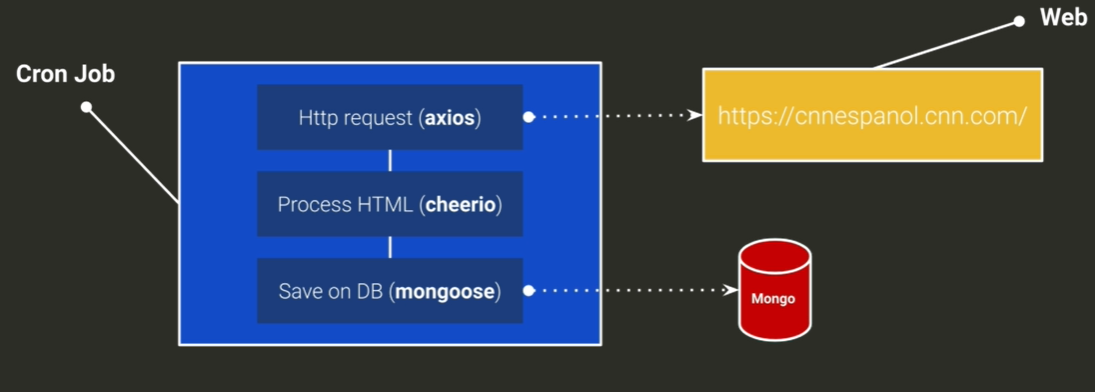 Web
Cron Job
Http request (axios)
https://cnnespanol.cnn.com/
Process HTML (cheerio)
Save on DB (mongoose)
Mongo